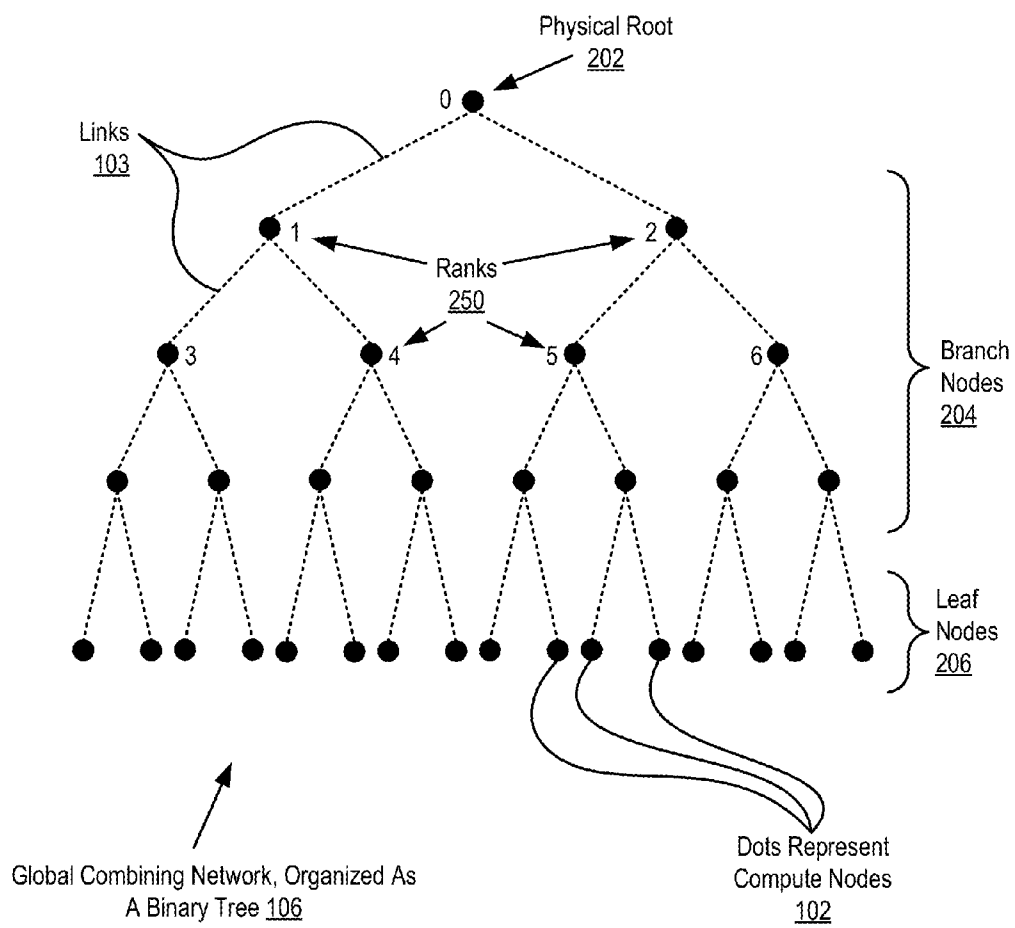 Physical Root
202
0
Links
103
1
2
Ranks
250
3
4
5
6
Branch
Nodes
204
Leaf
Nodes
206
Global Combining Network, Organized As
A Binary Tree 106
Dots Represent
Compute Nodes
102